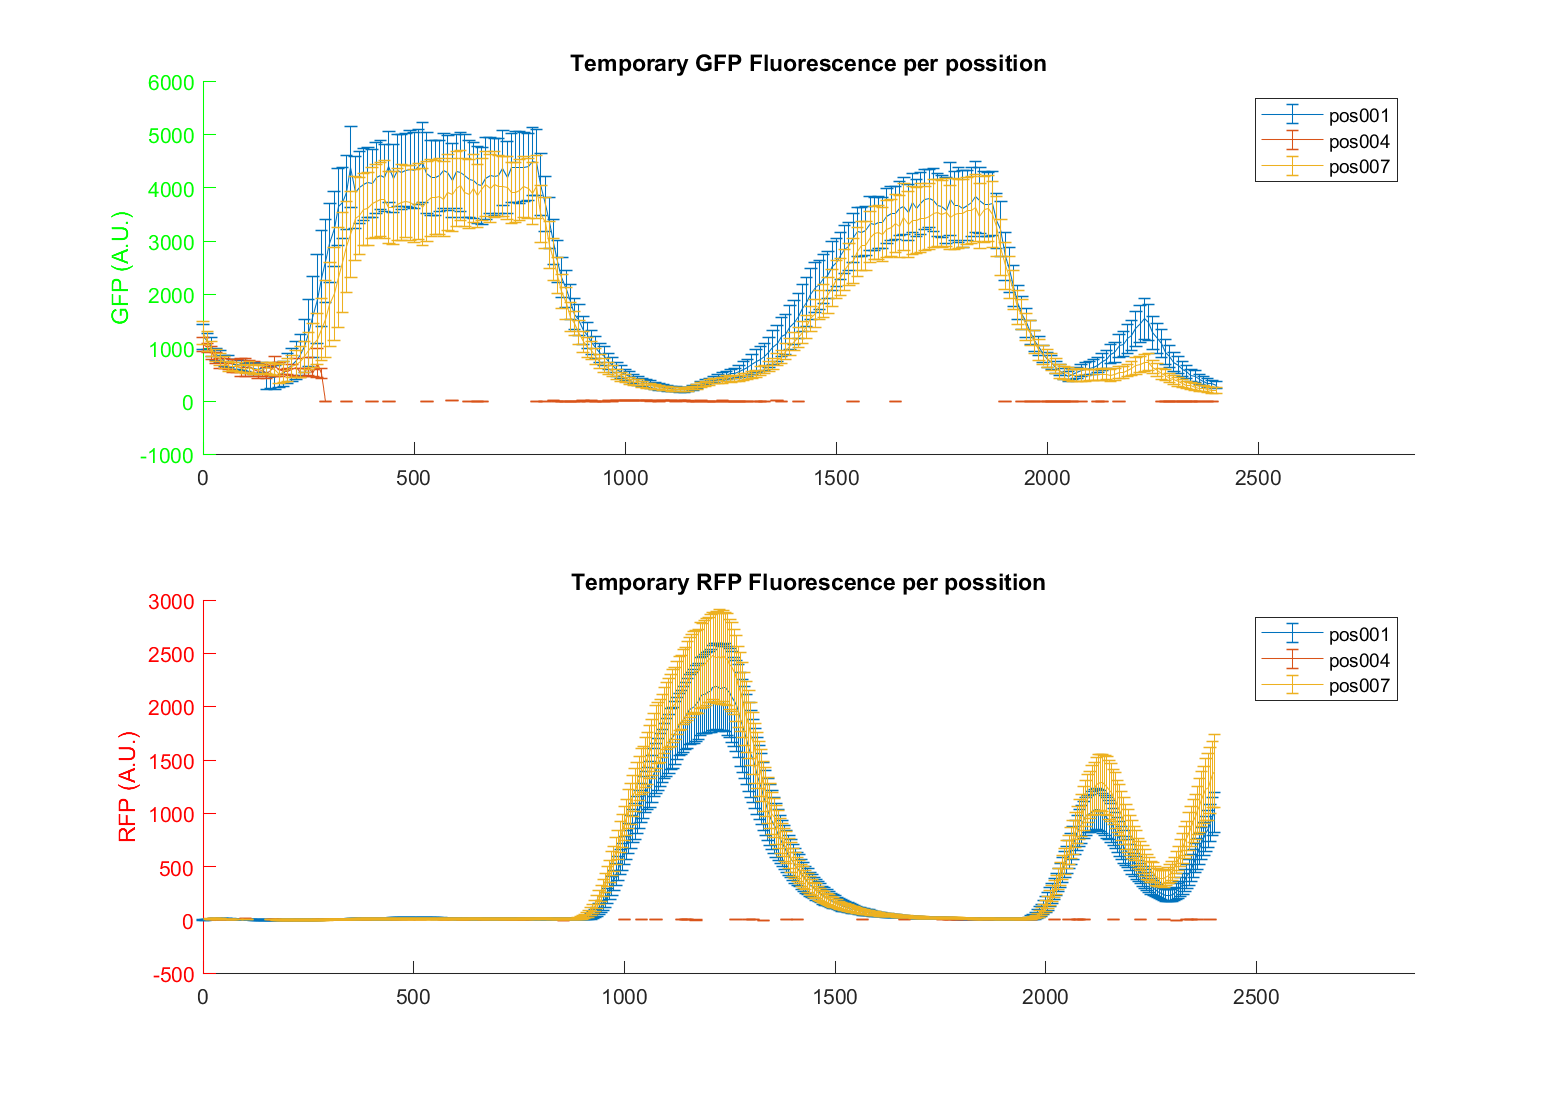 Temporary GFP Fluorescence per possition
6000
5000
4000
3000
2000
1000
0
-1000
GFP (A.U.)
0 500 1000 1500 2000 2500
pos001
pos004
pos007
Temporary RFP Fluorescence per possition
3000
2500
2000
1500
1000
500
0
-500
RFP (A.U.)
0 500 1000 1500 2000 2500
pos001
pos004
pos007